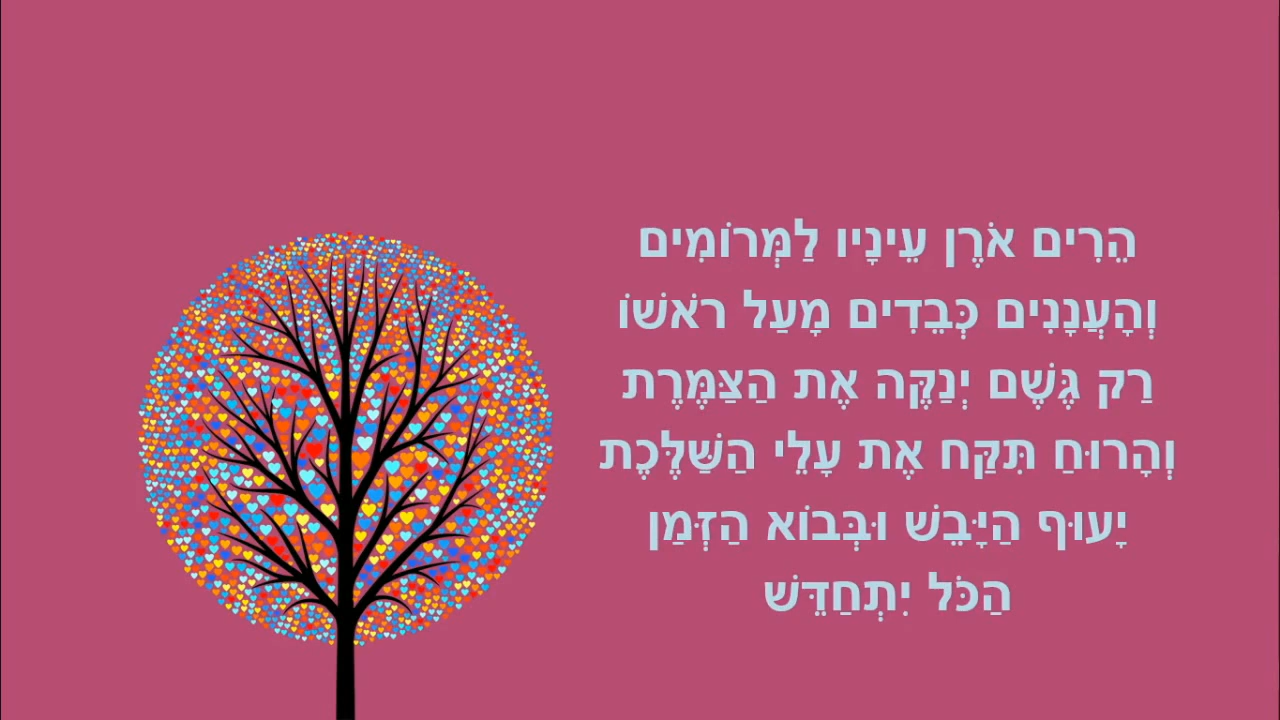 הֵרִים אֹרֶן עֵינָיו לַמְּרוֹמִים
וְהָעֲנָנִים כְּבֵדִים מָעַל רֹאשׁוֹ
רַק גֶּשֶׁם יְנַקֶּה אֶת הַצַּמֶּרֶת
וְהָרוּחַ תִּקַּח אֶת עָלֵי הַשַּׁלֶּכֶת
יָעוּף הַיָּבֵשׁ וּבְּבוֹא הַזְּמַן
הַכֹּל יִתְחַדֵּשׁ